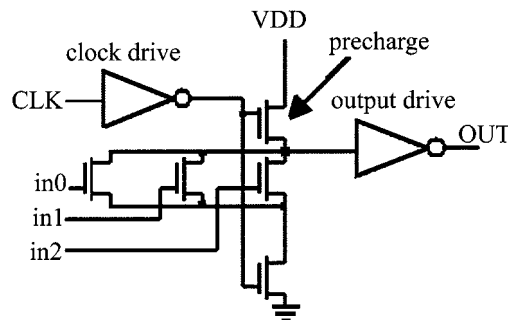 VDD
clock drive
precharge
CLK
output drive
OUT
in0
in1
in2